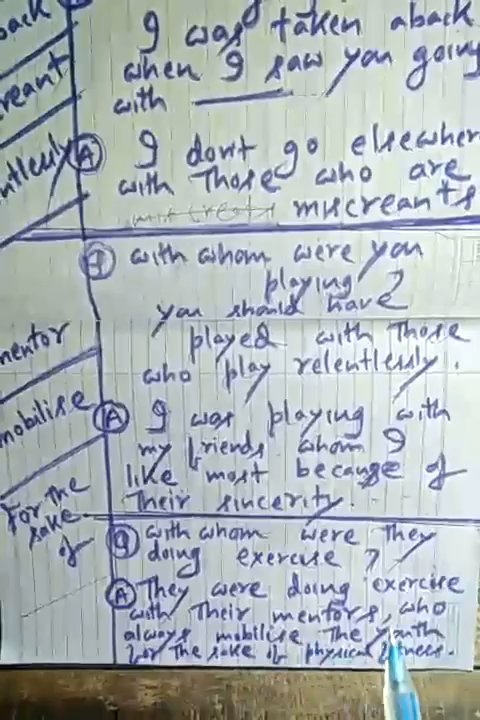 I was taken aback
when I saw you going
with
A I don't go elsewher
with Those who are
miscreants
Q with whom were you
playing?
you should have
played with Those
who play relentlessly.
A I was playing with
my friends whom I
like most because of
Their sincerity.
Q with whom were They
doing exercise ?
A They were doing exercise
with Their mentors, who
always mobilise The youth
for The sake of physical fitness.
aback
reant
ntlessly
mentor
mobilise
For The
sake
of